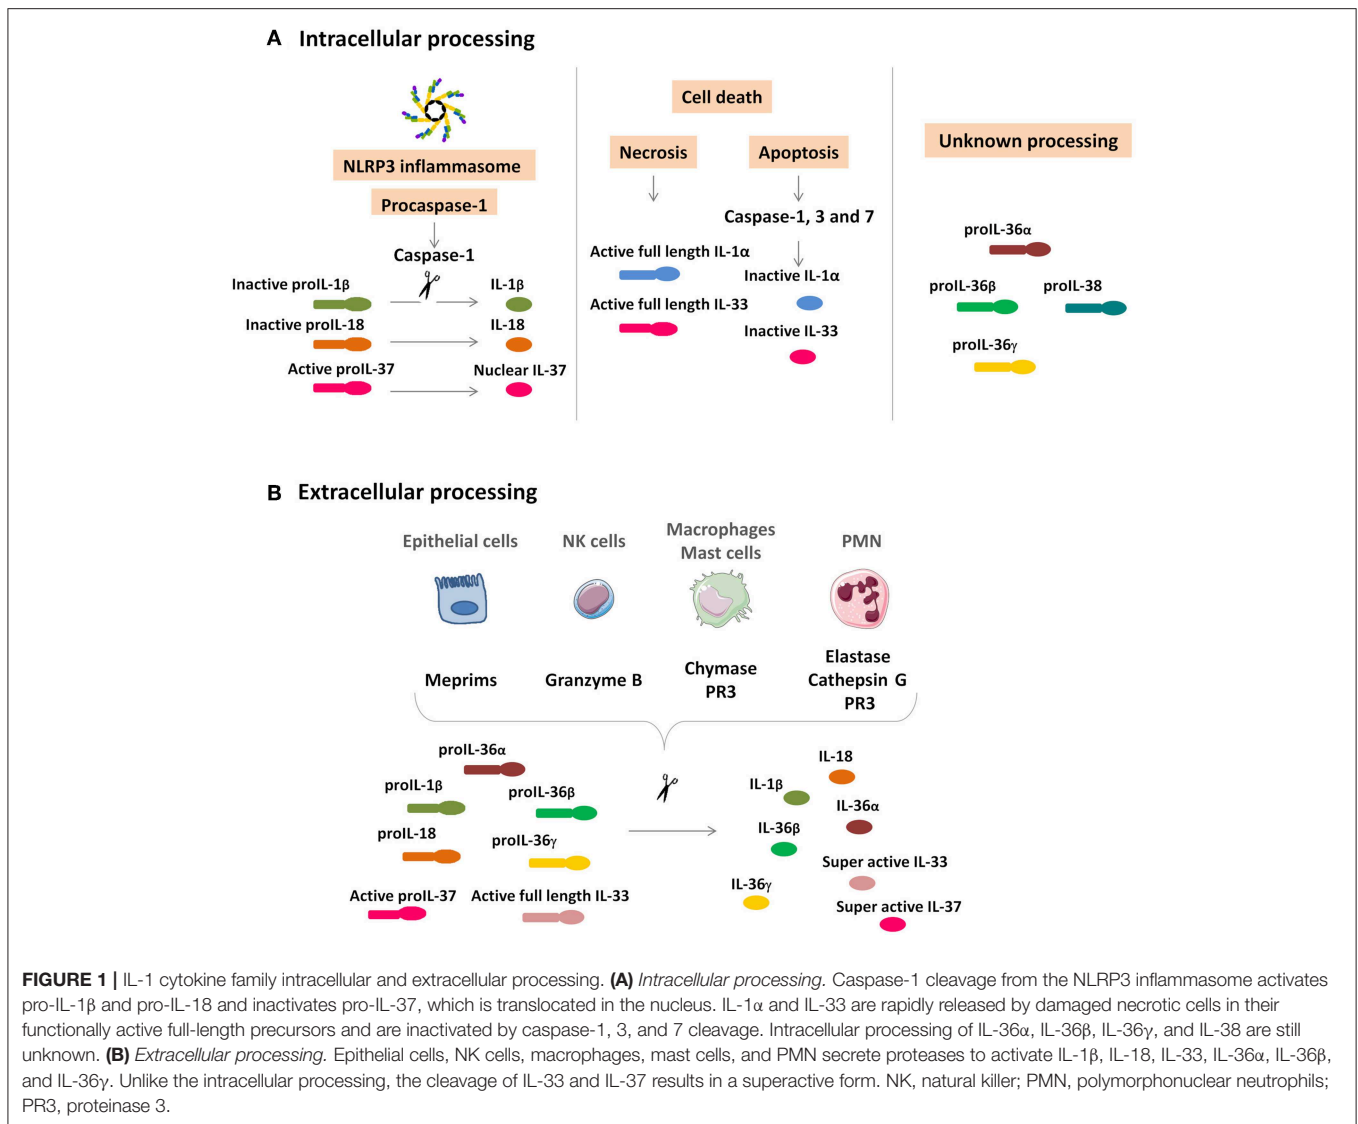 A Intracellular processing
NLRP3 inflammasome
Procaspase-1
Caspase-1
Inactive proIL-1β
IL-1β
Inactive proIL-18
IL-18
Active proIL-37
Nuclear IL-37
Cell death
Necrosis
Apoptosis
Caspase-1, 3 and 7
Active full length IL-1α
Inactive IL-1α
Active full length IL-33
Inactive IL-33
Unknown processing
proIL-36α
proIL-36β
proIL-38
proIL-36γ
B Extracellular processing
Epithelial cells
NK cells
Macrophages
Mast cells
PMN
Meprims
Granzyme B
Chymase
PR3
Elastase
Cathepsin G
PR3
proIL-36α
proIL-1β
proIL-36β
proIL-18
proIL-36γ
Active proIL-37
Active full length IL-33
IL-18
IL-1β
IL-36α
IL-36β
Super active IL-33
IL-36γ
Super active IL-37
FIGURE 1 | IL-1 cytokine family intracellular and extracellular processing. (A) Intracellular processing. Caspase-1 cleavage from the NLRP3 inflammasome activates
pro-IL-1β and pro-IL-18 and inactivates pro-IL-37, which is translocated in the nucleus. IL-1α and IL-33 are rapidly released by damaged necrotic cells in their
functionally active full-length precursors and are inactivated by caspase-1, 3, and 7 cleavage. Intracellular processing of IL-36α, IL-36β, IL-36γ, and IL-38 are still
unknown. (B) Extracellular processing. Epithelial cells, NK cells, macrophages, mast cells, and PMN secrete proteases to activate IL-1β, IL-18, IL-33, IL-36α, IL-36β,
and IL-36γ. Unlike the intracellular processing, the cleavage of IL-33 and IL-37 results in a superactive form. NK, natural killer; PMN, polymorphonuclear neutrophils;
PR3, proteinase 3.